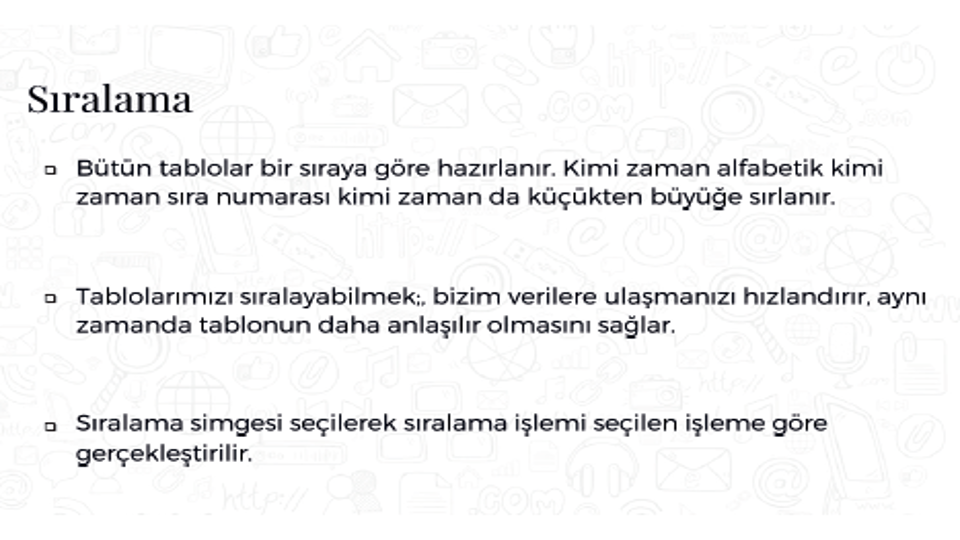 Sıralama
Bütün tablolar bir sıraya göre hazırlanır. Kimi zaman alfabetik kimi
zaman sıra numarası kimi zaman da küçükten büyüğe sırlanır.
Tablolarımızı sıralayabilmek;, bizim verilere ulaşmanızı hızlandırır, aynı
zamanda tablonun daha anlaşılır olmasını sağlar.
Sıralama simgesi seçilerek sıralama işlemi seçilen işleme göre
gerçekleştirilir.